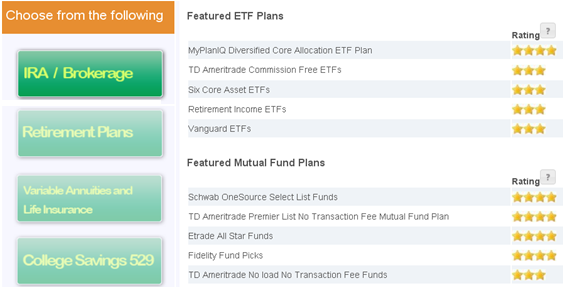 Choose from the following
IRA / Brokerage
Retirement Plans
Variable Annuities and
Life Insurance
College Savings 529
Featured ETF Plans
Rating ?
MyPlanIQ Diversified Core Allocation ETF Plan
TD Ameritrade Commission Free ETFs
Six Core Asset ETFs
Retirement Income ETFs
Vanguard ETFs
Featured Mutual Fund Plans
Rating ?
Schwab OneSource Select List Funds
TD Ameritrade Premier List No Transaction Fee Mutual Fund Plan
Etrade All Star Funds
Fidelity Fund Picks
TD Ameritrade No load No Transaction Fee Funds